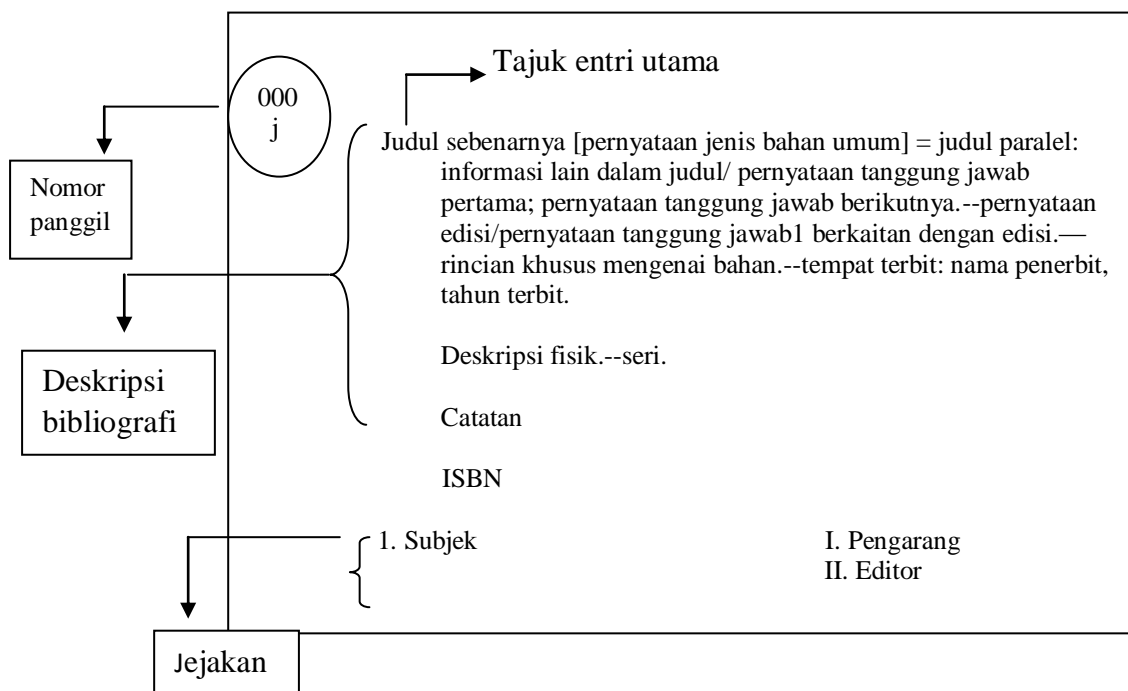 Tajuk entri utama
000
j
Judul sebenarnya [pernyataan jenis bahan umum] = judul paralel:
informasi lain dalam judul/ pernyataan tanggung jawab
pertama; pernyataan tanggung jawab berikutnya.--pernyataan
edisi/pernyataan tanggung jawab1 berkaitan dengan edisi.—
rincian khusus mengenai bahan.--tempat terbit: nama penerbit,
tahun terbit.
Nomor
panggil
Deskripsi fisik.--seri.
Deskripsi
bibliografi
Catatan
ISBN
1. Subjek
I. Pengarang
II. Editor
Jejakan